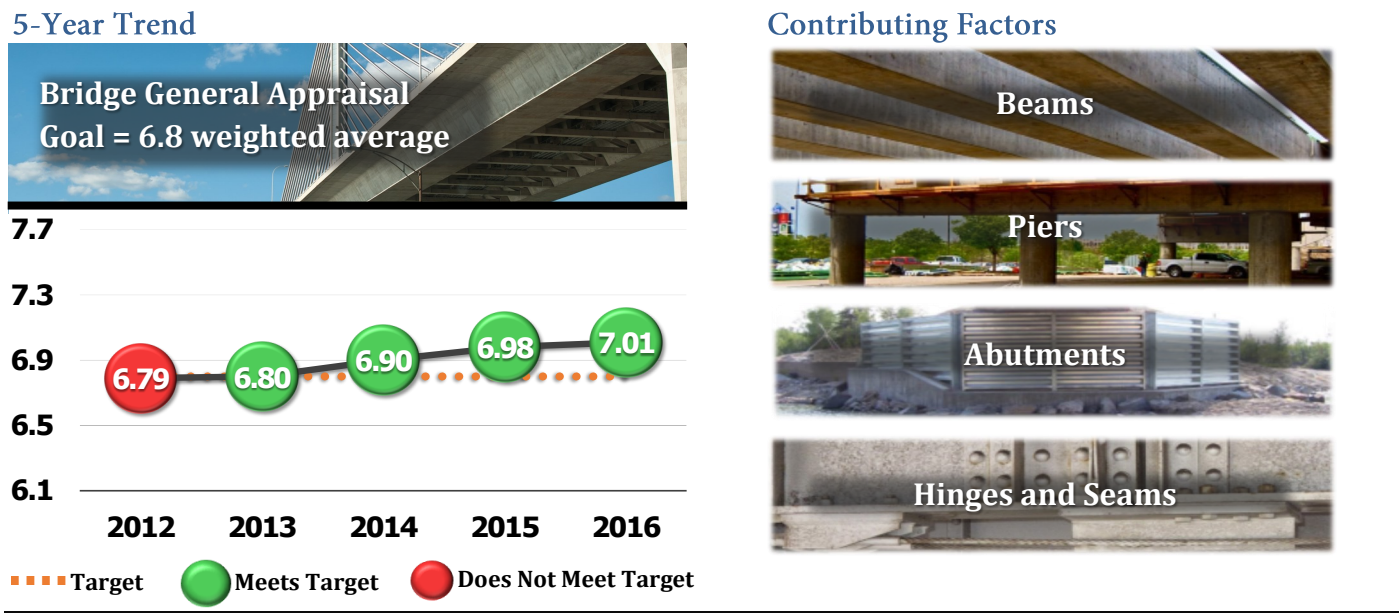 5-Year Trend
Bridge General Appraisal
Goal = 6.8 weighted average
7.7
7.3
6.9
6.5
6.1
6.79
6.80
6.90
6.98
7.01
2012 2013 2014 2015 2016
Target Meets Target Does Not Meet Target
Contributing Factors
Beams
Piers
Abutments
Hinges and Seams